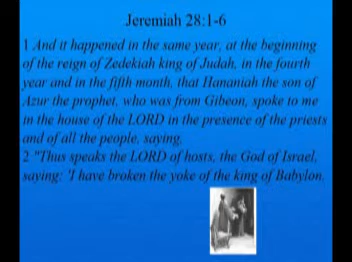 Jeremiah 28:1-6
1 And it happened in the same year, at the beginning
of the reign of Zedekiah king of Judah, in the fourth
year and in the fifth month, that Hananiah the son of
Azur the prophet, who was from Gibeon, spoke to me
in the house of the LORD in the presence of the priests
and of all the people, saying,
2 "Thus speaks the LORD of hosts, the God of Israel,
saying: 'I have broken the yoke of the king of Babylon.